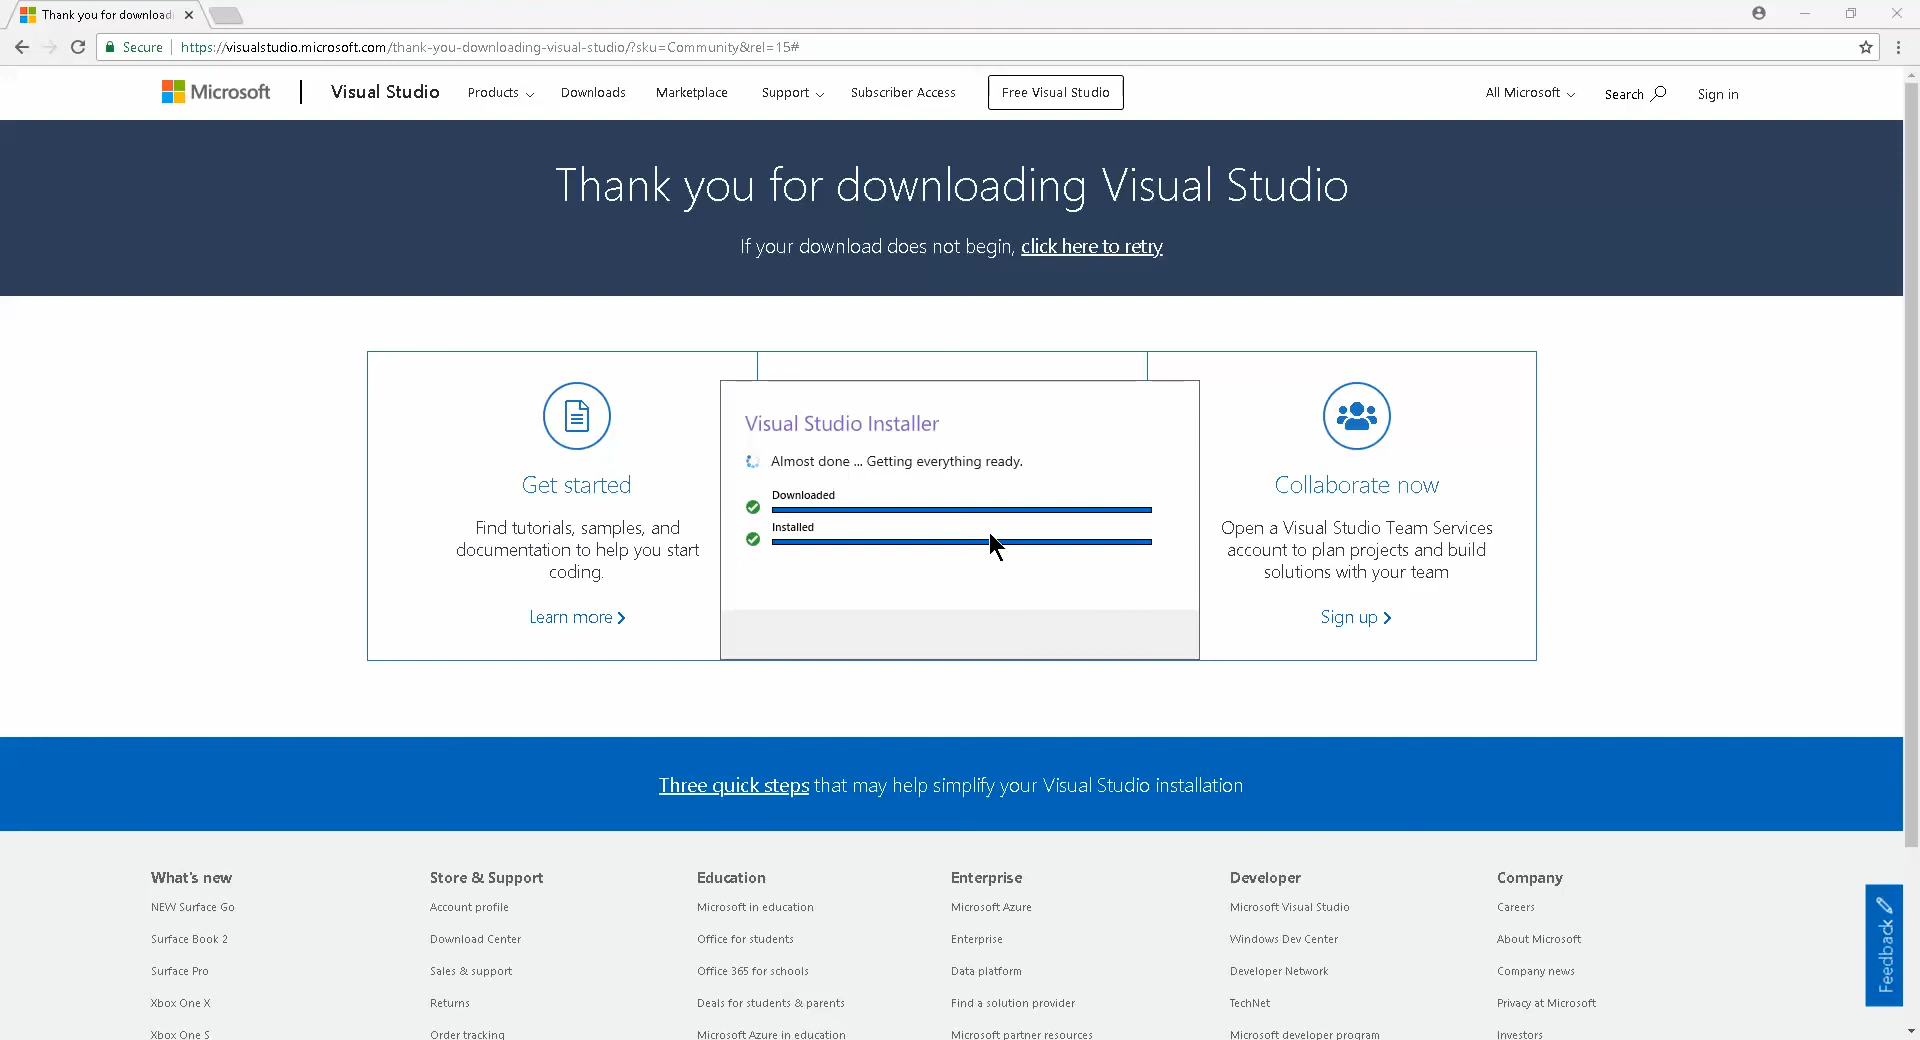 Thank you for downloadi
Secure
https://visualstudio.microsoft.com/thank-you-downloading-visual-studio/?sku=Community&rel=15#
Microsoft
Visual Studio
Products
Downloads
Marketplace
Support
Subscriber Access
Free Visual Studio
All Microsoft
Search
Sign in
Thank you for downloading Visual Studio
If your download does not begin, click here to retry
Get started
Find tutorials, samples, and
documentation to help you start
coding.
Learn more
Visual Studio Installer
Almost done ... Getting everything ready.
Downloaded
Installed
Collaborate now
Open a Visual Studio Team Services
account to plan projects and build
solutions with your team
Sign up
Three quick steps that may help simplify your Visual Studio installation
What's new
NEW Surface Go
Surface Book 2
Surface Pro
Xbox One X
Xbox One S
Store & Support
Account profile
Download Center
Sales & support
Returns
Order tracking
Education
Microsoft in education
Office for students
Office 365 for schools
Deals for students & parents
Microsoft Azure in education
Enterprise
Microsoft Azure
Enterprise
Data platform
Find a solution provider
Microsoft partner resources
Developer
Microsoft Visual Studio
Windows Dev Center
Developer Network
TechNet
Microsoft developer program
Company
Careers
About Microsoft
Company news
Privacy at Microsoft
Investors
Feedback